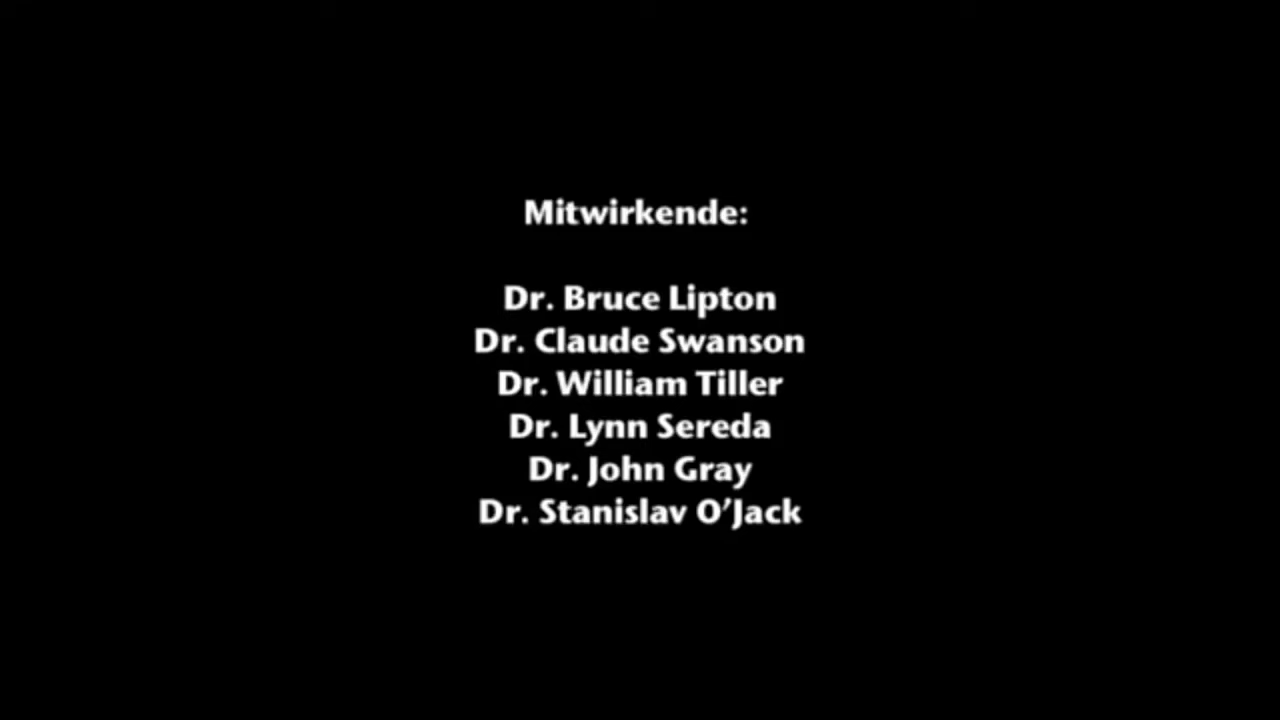 Mitwirkende:
Dr. Bruce Lipton
Dr. Claude Swanson
Dr. William Tiller
Dr. Lynn Sereda
Dr. John Gray
Dr. Stanislav O’Jack